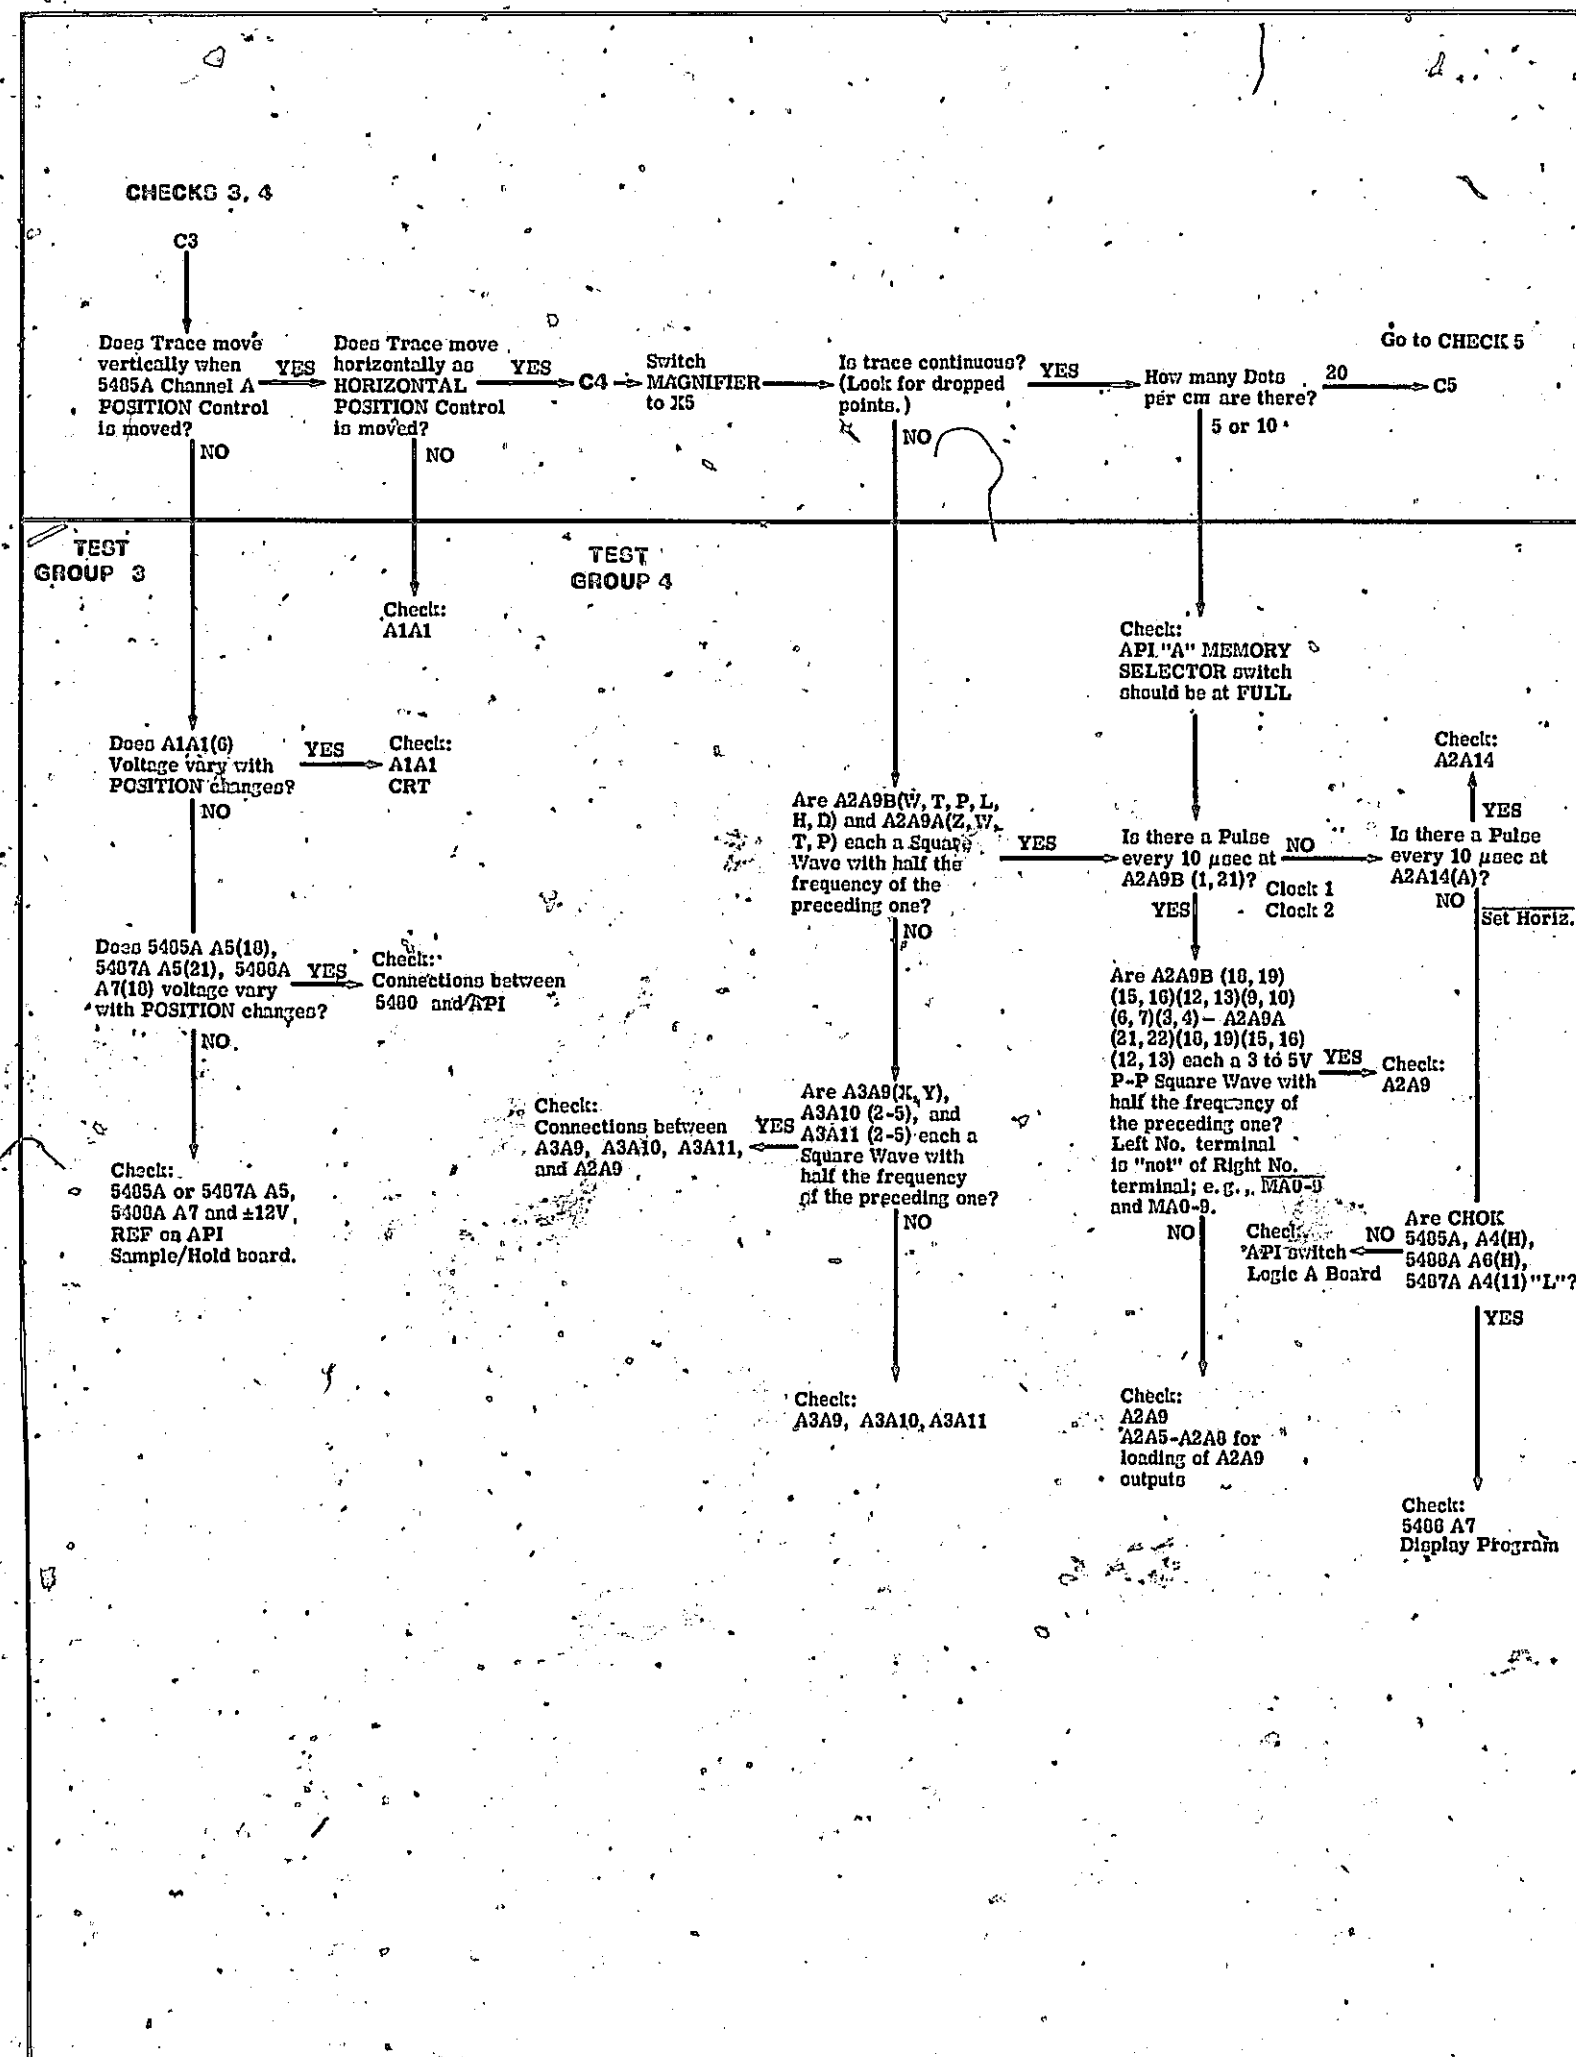 CHECKS 3, 4
C3
Does Trace move
vertically when
5485A Channel A
POSITION Control
is moved?
YES
NO
Does Trace move
horizontally as
HORIZONTAL
POSITION Control
is moved?
YES
NO
C4
Switch
MAGNIFIER
to X5
Is trace continuous?
(Look for dropped
points.)
YES
NO
How many Dots
per cm are there?
20
5 or 10
Go to CHECK 5
C5
TEST
GROUP 3
Check:
A1A1
Does A1A1(6)
Voltage vary with
POSITION changes?
YES
Check:
A1A1
CRT
NO
Does 5485A A5(18),
5487A A5(21), 5488A
A7(18) voltage vary
with POSITION changes?
YES
Check:
Connections between
5480 and API
NO
Check:
5485A or 5487A A5,
5488A A7 and ±12V
REF on API
Sample/Hold board.
TEST
GROUP 4
Are A2A9B(W, T, P, L,
H, D) and A2A9A(Z, W,
T, P) each a Square
Wave with half the
frequency of the
preceding one?
YES
NO
Are A3A9(X, Y),
A3A10 (2-5), and
A3A11 (2-5) each a
Square Wave with
half the frequency
of the preceding one?
YES
Check:
Connections between
A3A9, A3A10, A3A11,
and A2A9
NO
Check:
A3A9, A3A10, A3A11
Check:
API "A" MEMORY
SELECTOR switch
should be at FULL
Is there a Pulse
every 10 µsec at
A2A9B (1, 21)?
Clock 1
Clock 2
NO
YES
Are A2A9B (18, 19)
(15, 16)(12, 13)(9, 10)
(6, 7)(3, 4) – A2A9A
(21, 22)(18, 19)(15, 16)
(12, 13) each a 3 to 5V
P-P Square Wave with
half the frequency of
the preceding one?
Left No. terminal
is "not" of Right No.
terminal; e.g., MA0-9
and MA0-9.
YES
Check:
A2A9
NO
Check:
A2A9
A2A5-A2A8 for
loading of A2A9
outputs
Check:
A2A14
YES
Is there a Pulse
every 10 µsec at
A2A14(A)?
NO
Set Horiz.
Are CHOK
5485A, A4(H),
5488A A6(H),
5487A A4(11) "L"?
NO
Check:
API switch
Logic A Board
YES
Check:
5486 A7
Display Program